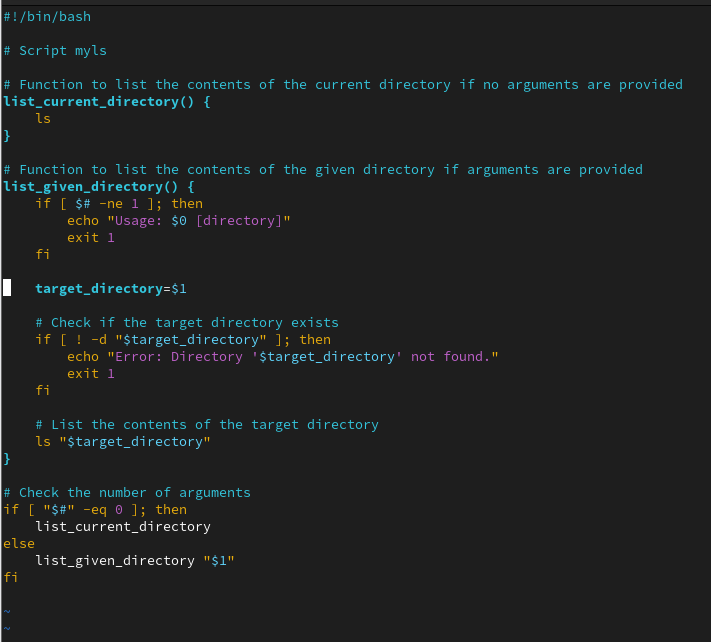 #!/bin/bash

# Script myls

# Function to list the contents of the current directory if no arguments are provided
list_current_directory() {
    ls
}

# Function to list the contents of the given directory if arguments are provided
list_given_directory() {
    if [ $# -ne 1 ]; then
        echo "Usage: $0 [directory]"
        exit 1
    fi

    target_directory=$1

    # Check if the target directory exists
    if [ ! -d "$target_directory" ]; then
        echo "Error: Directory '$target_directory' not found."
        exit 1
    fi

    # List the contents of the target directory
    ls "$target_directory"
}

# Check the number of arguments
if [ "$#" -eq 0 ]; then
    list_current_directory
else
    list_given_directory "$1"
fi

~
~